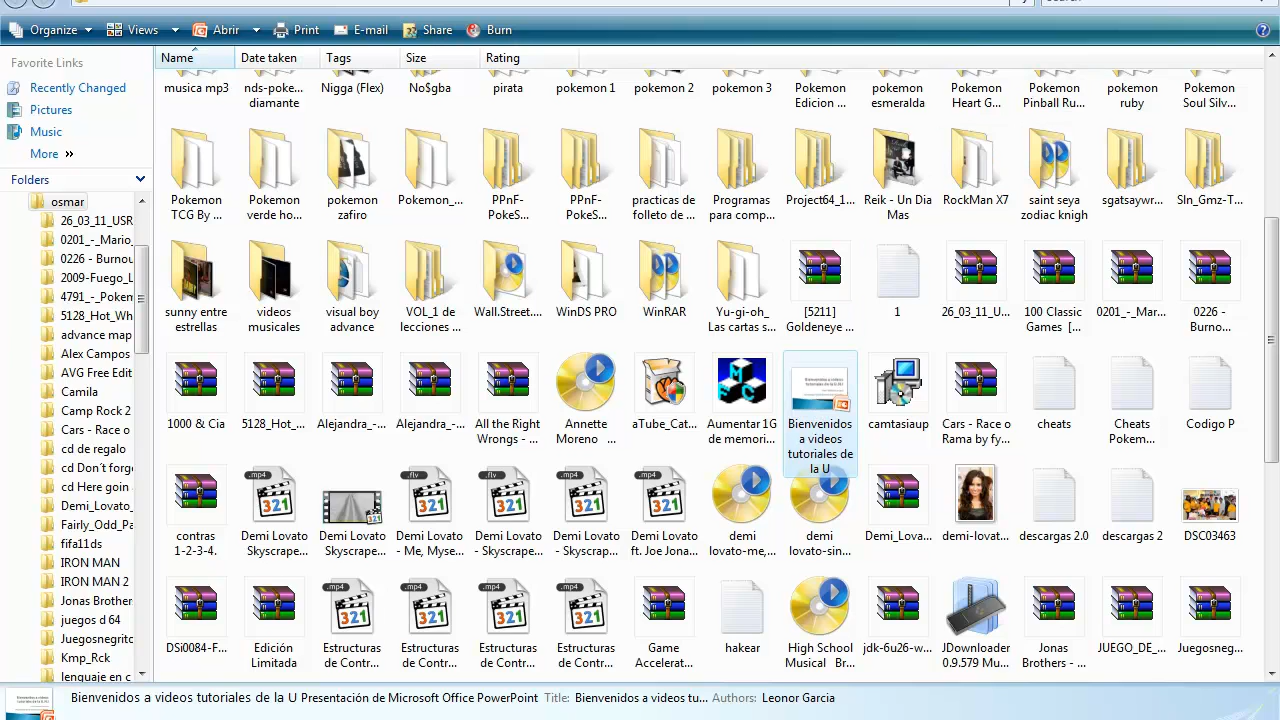 Organize Views Abrir Print E-mail Share Burn
Favorite Links
Recently Changed
Pictures
Music
More »
Folders
osmar
26_03_11_USR
0201_-_Mario_
0226 - Burnou
2009-Fuego_L
4791_-_Pokem
5128_Hot_Wh
advance map
Alex Campos
AVG Free Edit
Camila
Camp Rock 2
Cars - Race o
cd de regalo
cd Don´t forge
cd Here goin a
Demi_Lovato_
Fairly_Odd_Pa
fifa11ds
IRON MAN
IRON MAN 2
Jonas Brother
juegos d 64
Juegosnegrito
Kmp_Rck
lenguaje en c
Name Date taken Tags Size Rating
musica mp3
nds-poke...
diamante
Nigga (Flex)
No$gba
pirata
pokemon 1
pokemon 2
pokemon 3
Pokemon
Edicion ...
pokemon
esmeralda
Pokemon
Heart G...
Pokemon
Pinball Ru...
pokemon
ruby
Pokemon
Soul Silv...
Pokemon
TCG By ...
Pokemon
verde ho...
pokemon
zafiro
Pokemon_...
PPnF-
PokeS...
PPnF-
PokeS...
practicas de
folleto de ...
Programas
para comp...
Project64_1...
Reik - Un Dia
Mas
RockMan X7
saint seya
zodiac knigh
sgatsaywr...
Sln_Gmz-T...
sunny entre
estrellas
videos
musicales
visual boy
advance
VOL_1 de
lecciones ...
Wall.Street....
WinDS PRO
WinRAR
Yu-gi-oh_
Las cartas s...
[5211]
Goldeneye ...
1
26_03_11_U...
100 Classic
Games [...
0201_-_Mar...
0226 -
Burno...
1000 & Cia
5128_Hot_...
Alejandra_-...
Alejandra_-...
All the Right
Wrongs - ...
Annette
Moreno ...
aTube_Cat...
Aumentar 1G
de memori...
Bienvenidos
a videos
tutoriales de
la U
camtasiaup
Cars - Race o
Rama by fy...
cheats
Cheats
Pokem...
Codigo P
contras
1-2-3-4.
Demi Lovato
Skyscrape...
Demi Lovato
Skyscrape...
Demi Lovato
- Me, Myse...
Demi Lovato
- Skyscrape...
Demi Lovato
- Skyscrap...
Demi Lovato
ft. Joe Jona...
demi
lovato-me,...
demi
lovato-sin...
Demi_Lova...
demi-lovat...
descargas 2.0
descargas 2
DSC03463
DSi0084-F...
Edición
Limitada
Estructuras
de Contr...
Estructuras
de Contr...
Estructuras
de Contr...
Estructuras
de Contr...
Game
Accelerat...
hakear
High School
Musical Br...
jdk-6u26-w...
JDownloader
0.9.579 Mu...
Jonas
Brothers - ...
JUEGO_DE_...
Juegosneg...
Bienvenidos a videos tutoriales de la U Presentación de Microsoft Office PowerPoint Title: Bienvenidos a videos tu... Authors: Leonor Garcia